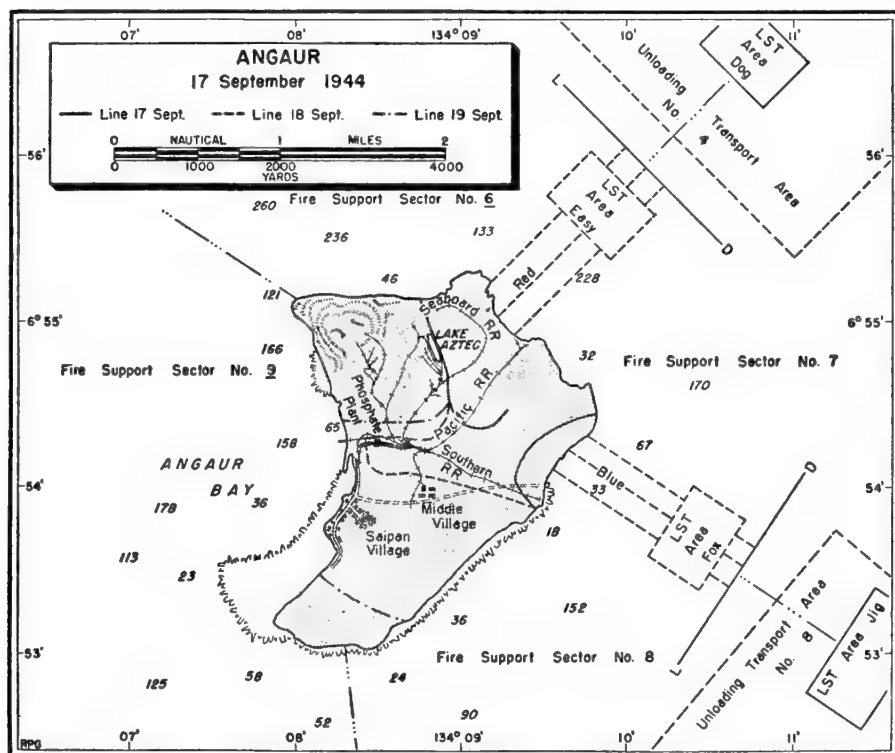 07'
08'
134° 09'
10'
11'
ANGAUR
17 September 1944
Line 17 Sept.
Line 18 Sept.
Line 19 Sept.
0 NAUTICAL 1 MILES 2
0 1000 2000 4000
YARDS
LST Area Dog
Unloading Transport Area
No. 4
L
D
56'
56'
LST Area Easy
260
Fire Support Sector No. 6
236
133
Red
228
46
121
Seaboard RR
6° 55'
6° 55'
LAKE AZTEC
166
32
Fire Support Sector No. 9
Fire Support Sector No. 7
170
Phosphate Plant
Pacific RR
65
158
67
Southern RR
ANGAUR BAY
Blue
33
D
54'
54'
178
36
Middle Village
Saipan Village
18
LST Area Fox
113
23
152
36
Unloading Transport Area
No. 8
LST Area Jig
53'
53'
Fire Support Sector No. 8
L
125
58
24
52
90
RPG
07'
08'
134° 09'
10'
11'